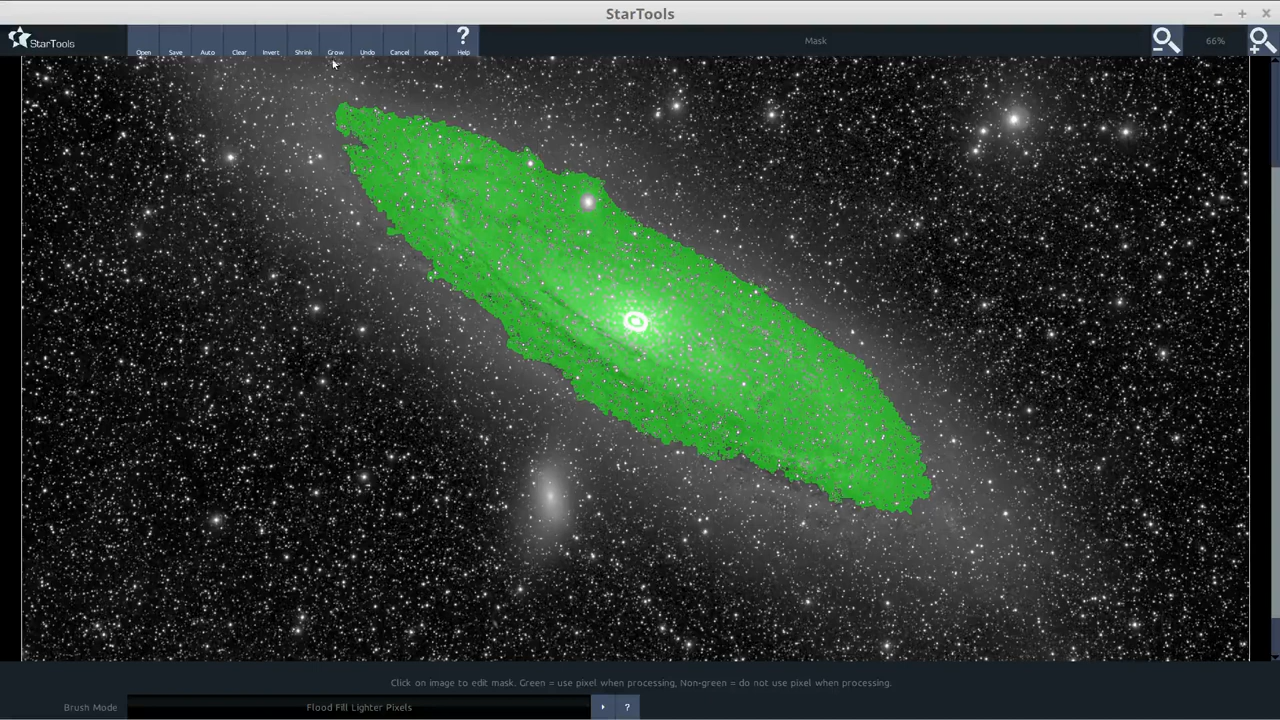 StarTools
StarTools
Open Save Auto Clear Invert Shrink Grow Undo Cancel Keep Help
Mask
66%
Click on image to edit mask. Green = use pixel when processing, Non-green = do not use pixel when processing.
Brush Mode Flood Fill Lighter Pixels ?